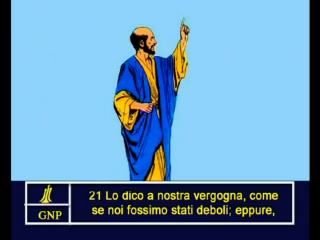 21 Lo dico a nostra vergogna, come
se noi fossimo stati deboli; eppure,
GNP